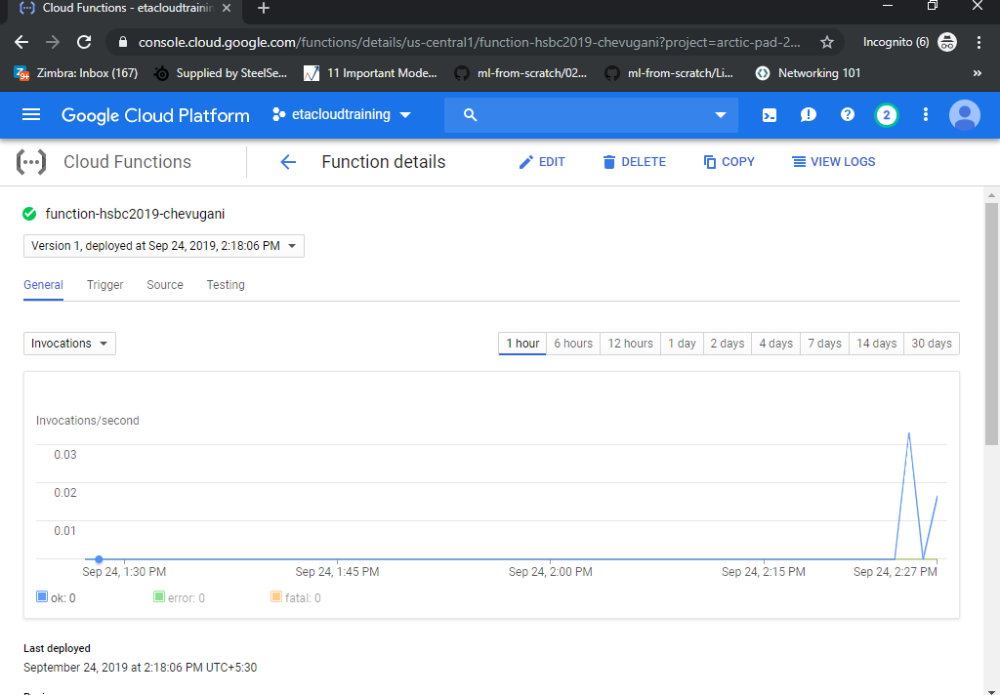 Cloud Functions - etacloudtrainin
console.cloud.google.com/functions/details/us-central1/function-hsbc2019-chevugani?project=arctic-pad-2... Incognito (6)
Zimbra: Inbox (167) Supplied by SteelSe... 11 Important Mode... ml-from-scratch/02... ml-from-scratch/Li... Networking 101 »
Google Cloud Platform etacloudtraining 2
Cloud Functions Function details EDIT DELETE COPY VIEW LOGS
function-hsbc2019-chevugani
Version 1, deployed at Sep 24, 2019, 2:18:06 PM
General Trigger Source Testing
Invocations 1 hour 6 hours 12 hours 1 day 2 days 4 days 7 days 14 days 30 days
Invocations/second
0.03
0.02
0.01
Sep 24, 1:30 PM Sep 24, 1:45 PM Sep 24, 2:00 PM Sep 24, 2:15 PM Sep 24, 2:27 PM
ok: 0 error: 0 fatal: 0
Last deployed
September 24, 2019 at 2:18:06 PM UTC+5:30